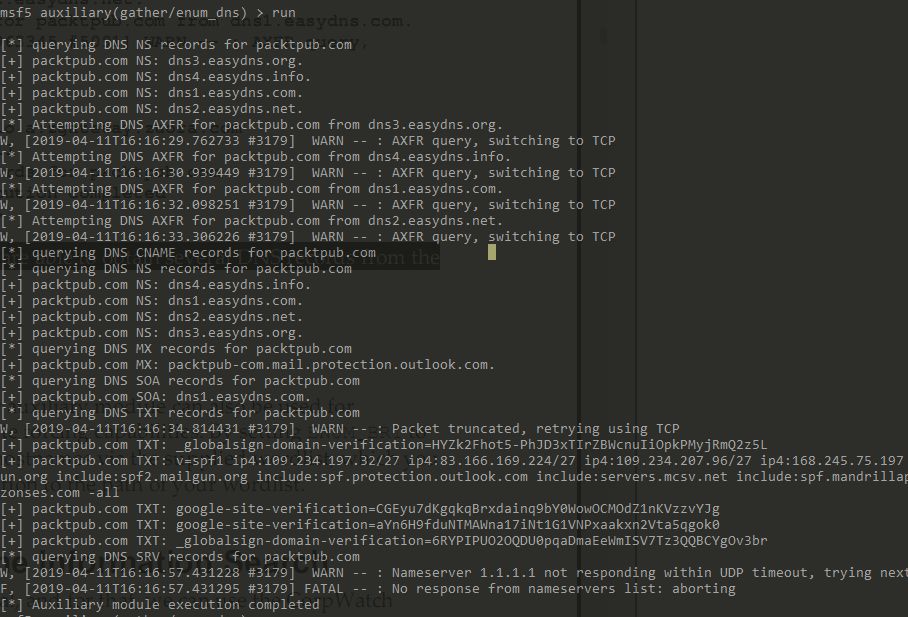 msf5 auxiliary(gather/enum_dns) > run
[*] querying DNS NS records for packtpub.com
[+] packtpub.com NS: dns3.easydns.org.
[+] packtpub.com NS: dns4.easydns.info.
[+] packtpub.com NS: dns1.easydns.com.
[+] packtpub.com NS: dns2.easydns.net.
[*] Attempting DNS AXFR for packtpub.com from dns3.easydns.org.
W, [2019-04-11T16:16:29.762733 #3179]  WARN -- : AXFR query, switching to TCP
[*] Attempting DNS AXFR for packtpub.com from dns4.easydns.info.
W, [2019-04-11T16:16:30.939449 #3179]  WARN -- : AXFR query, switching to TCP
[*] Attempting DNS AXFR for packtpub.com from dns1.easydns.com.
W, [2019-04-11T16:16:32.098251 #3179]  WARN -- : AXFR query, switching to TCP
[*] Attempting DNS AXFR for packtpub.com from dns2.easydns.net.
W, [2019-04-11T16:16:33.306226 #3179]  WARN -- : AXFR query, switching to TCP
[*] querying DNS CNAME records for packtpub.com
[*] querying DNS NS records for packtpub.com
[+] packtpub.com NS: dns4.easydns.info.
[+] packtpub.com NS: dns1.easydns.com.
[+] packtpub.com NS: dns2.easydns.net.
[+] packtpub.com NS: dns3.easydns.org.
[*] querying DNS MX records for packtpub.com
[+] packtpub.com MX: packtpub-com.mail.protection.outlook.com.
[*] querying DNS SOA records for packtpub.com
[+] packtpub.com SOA: dns1.easydns.com.
[*] querying DNS TXT records for packtpub.com
W, [2019-04-11T16:16:34.814431 #3179]  WARN -- : Packet truncated, retrying using TCP
[+] packtpub.com TXT: _globalsign-domain-verification=HYZk2Fhot5-PhJD3xTIrZBWcnuIiOpkPMyjRmQ2z5L
[+] packtpub.com TXT: v=spf1 ip4:109.234.197.32/27 ip4:83.166.169.224/27 ip4:109.234.207.96/27 ip4:168.245.75.197
un.org include:spf2.mailgun.org include:spf.protection.outlook.com include:servers.mcsv.net include:spf.mandrillap
zonses.com -all
[+] packtpub.com TXT: google-site-verification=CGEyu7dKgqkqBrxdainq9bY0WowOCMOdZ1nKVzzvYJg
[+] packtpub.com TXT: google-site-verification=aYn6H9fduNTMAWna17iNt1G1VNPxaakxn2Vta5qgok0
[+] packtpub.com TXT: _globalsign-domain-verification=6RYPIPUO2OQDU0pqaDmaEeWmISV7Tz3QQBCYgOv3br
[*] querying DNS SRV records for packtpub.com
W, [2019-04-11T16:16:57.431228 #3179]  WARN -- : Nameserver 1.1.1.1 not responding within UDP timeout, trying next
F, [2019-04-11T16:16:57.431295 #3179] FATAL -- : No response from nameservers list: aborting
[*] Auxiliary module execution completed